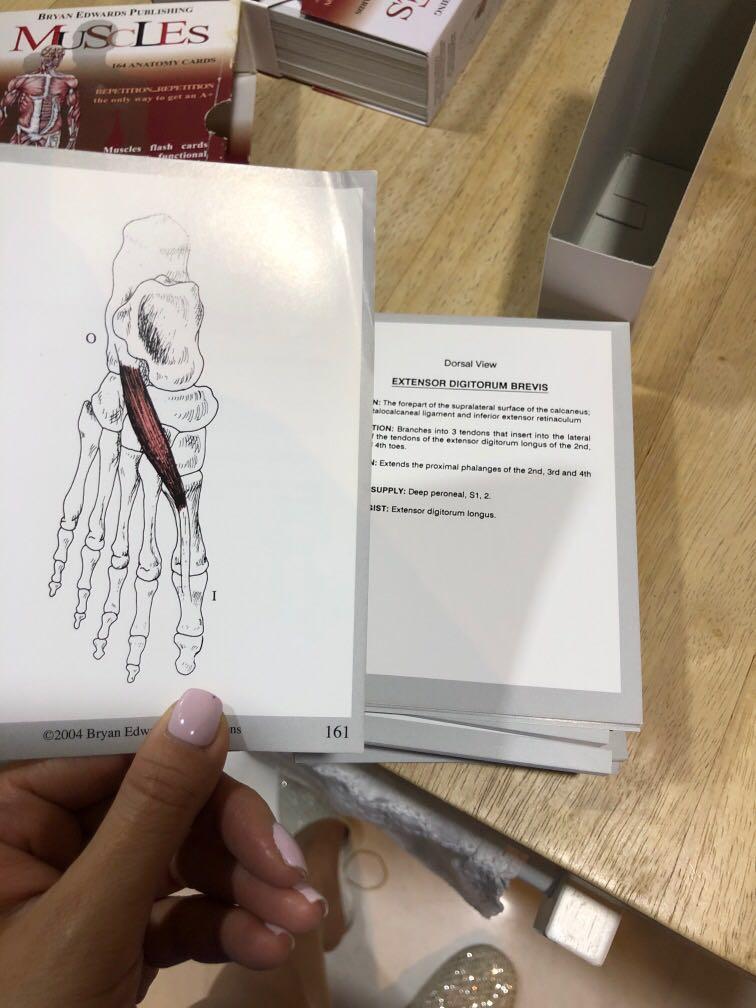 BRYAN EDWARDS PUBLISHING
MUSCLES
164 ANATOMY CARDS
REPETITION...REPETITION
the only way to get an A+
Muscles flash cards
functional
O
I
©2004 Bryan
161
Dorsal View
EXTENSOR DIGITORUM BREVIS
N: The forepart of the supralateral surface of the calcaneus;
talocalcaneal ligament and inferior extensor retinaculum
TION: Branches into 3 tendons that insert into the lateral
the tendons of the extensor digitorum longus of the 2nd,
4th toes.
N: Extends the proximal phalanges of the 2nd, 3rd and 4th
SUPPLY: Deep peroneal, S1, 2.
IST: Extensor digitorum longus.